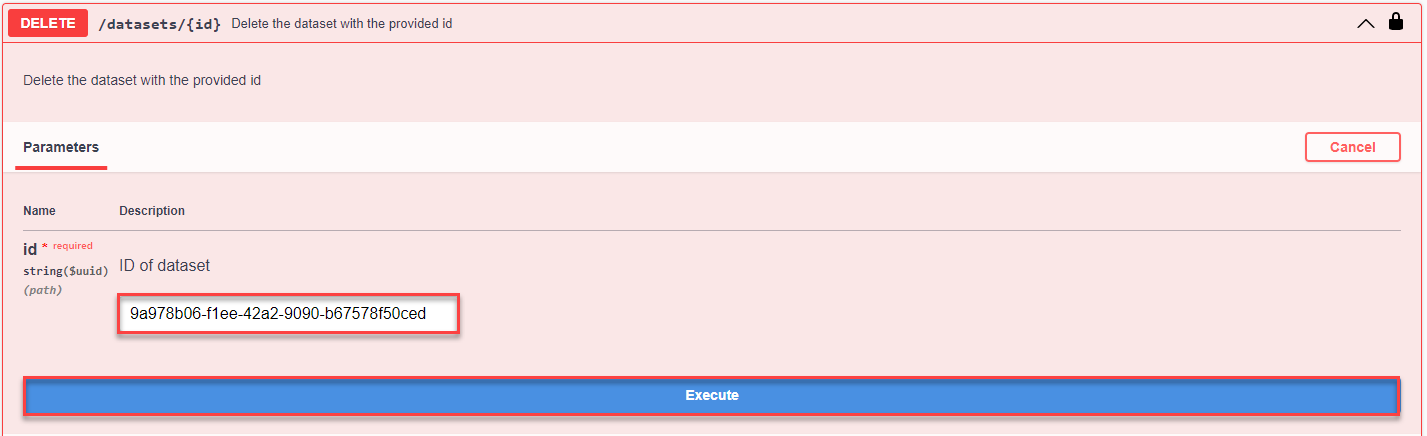 DELETE /datasets/{id} Delete the dataset with the provided id
Delete the dataset with the provided id
Parameters Cancel
Name Description
id * required
string($uuid)
(path)
ID of dataset
9a978b06-f1ee-42a2-9090-b67578f50ced
Execute